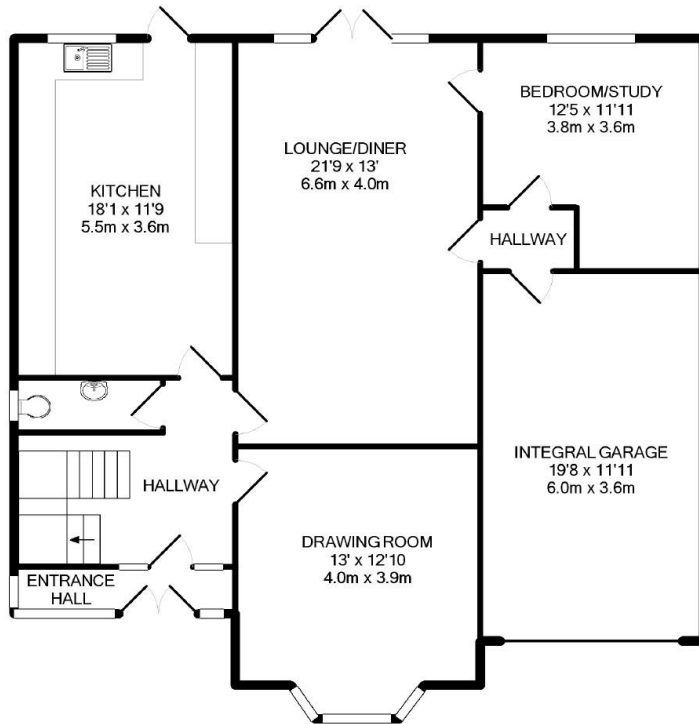 BEDROOM/STUDY
12'5 x 11'11
3.8m x 3.6m
LOUNGE/DINER
21'9 x 13'
6.6m x 4.0m
KITCHEN
18'1 x 11'9
5.5m x 3.6m
HALLWAY
INTEGRAL GARAGE
19'8 x 11'11
6.0m x 3.6m
HALLWAY
DRAWING ROOM
13' x 12'10
4.0m x 3.9m
ENTRANCE
HALL